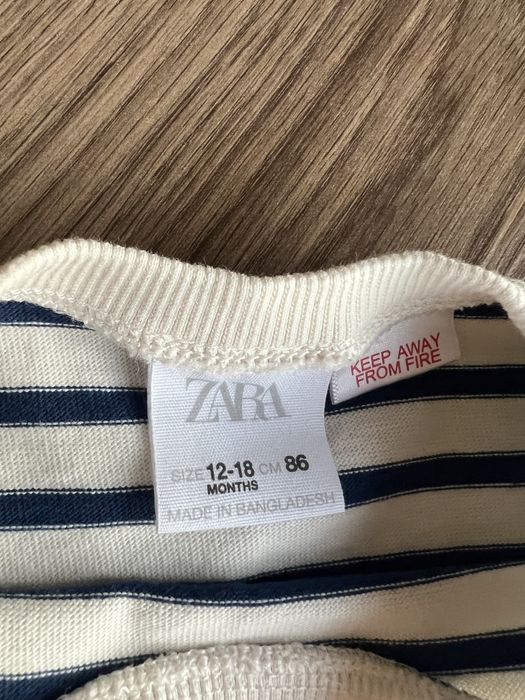 ZARA
SIZE 12-18 CM 86
MONTHS
MADE IN BANGLADESH
KEEP AWAY
FROM FIRE